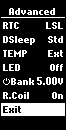 Advanced
RTC LSL
DSleep Std
TEMP Ext
LED Off
⏻Bank 5.00V
R.Coil On
Exit